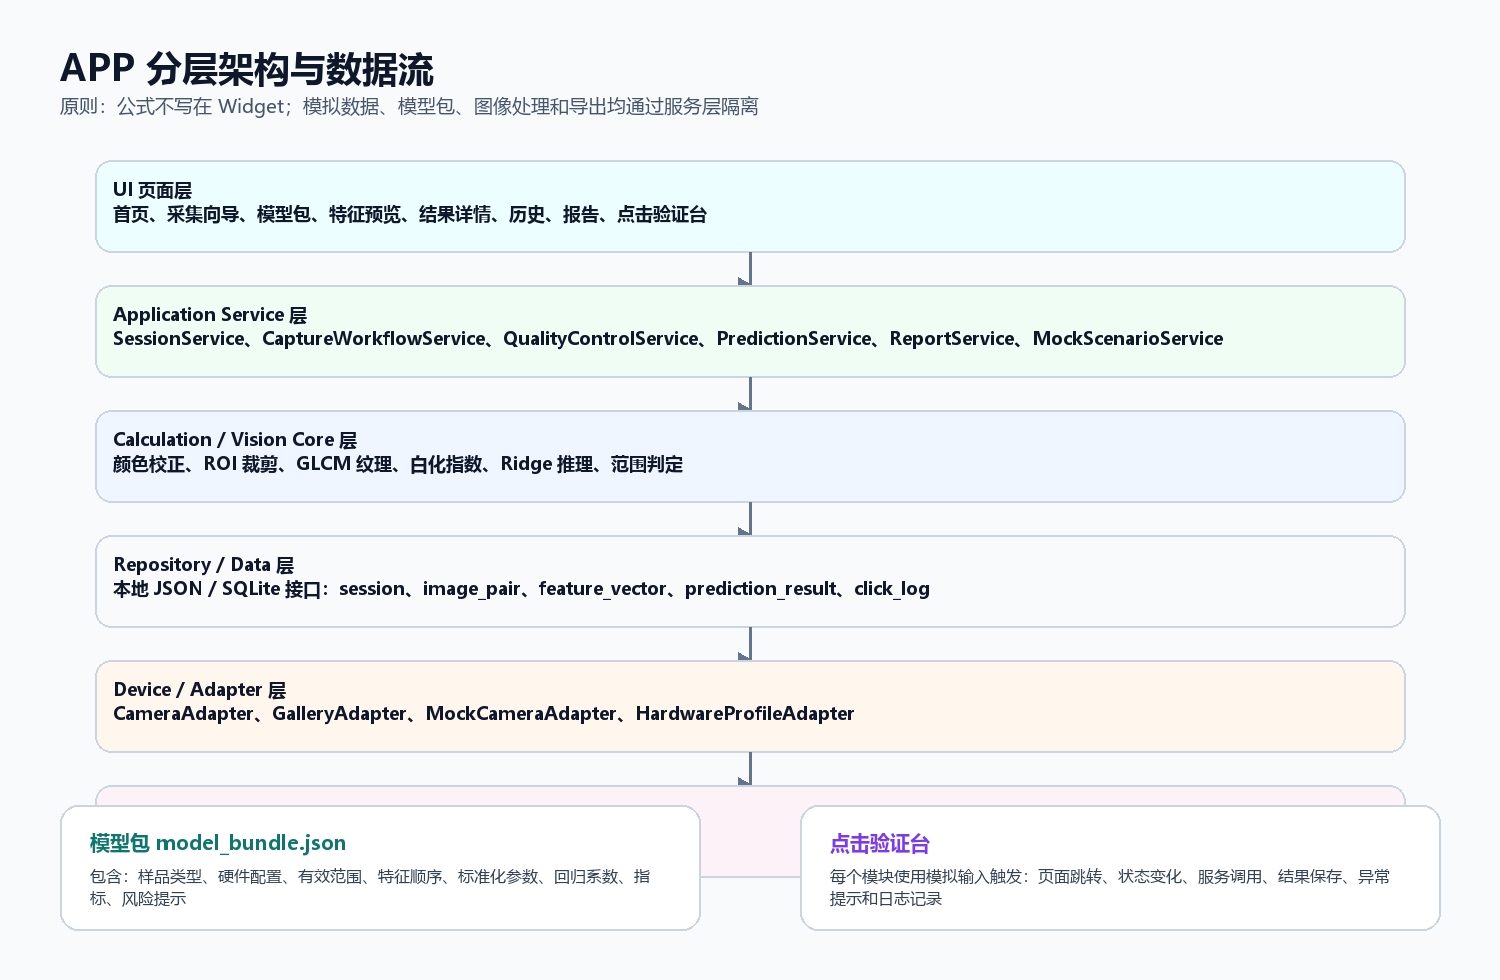 APP 分层架构与数据流
原则：公式不写在 Widget；模拟数据、模型包、图像处理和导出均通过服务层隔离
UI 页面层
首页、采集向导、模型包、特征预览、结果详情、历史、报告、点击验证台
Application Service 层
SessionService、CaptureWorkflowService、QualityControlService、PredictionService、ReportService、MockScenarioService
Calculation / Vision Core 层
颜色校正、ROI 裁剪、GLCM 纹理、白化指数、Ridge 推理、范围判定
Repository / Data 层
本地 JSON / SQLite 接口：session、image_pair、feature_vector、prediction_result、click_log
Device / Adapter 层
CameraAdapter、GalleryAdapter、MockCameraAdapter、HardwareProfileAdapter
模型包 model_bundle.json
包含：样品类型、硬件配置、有效范围、特征顺序、标准化参数、回归系数、指
标、风险提示
点击验证台
每个模块使用模拟输入触发：页面跳转、状态变化、服务调用、结果保存、异常
提示和日志记录